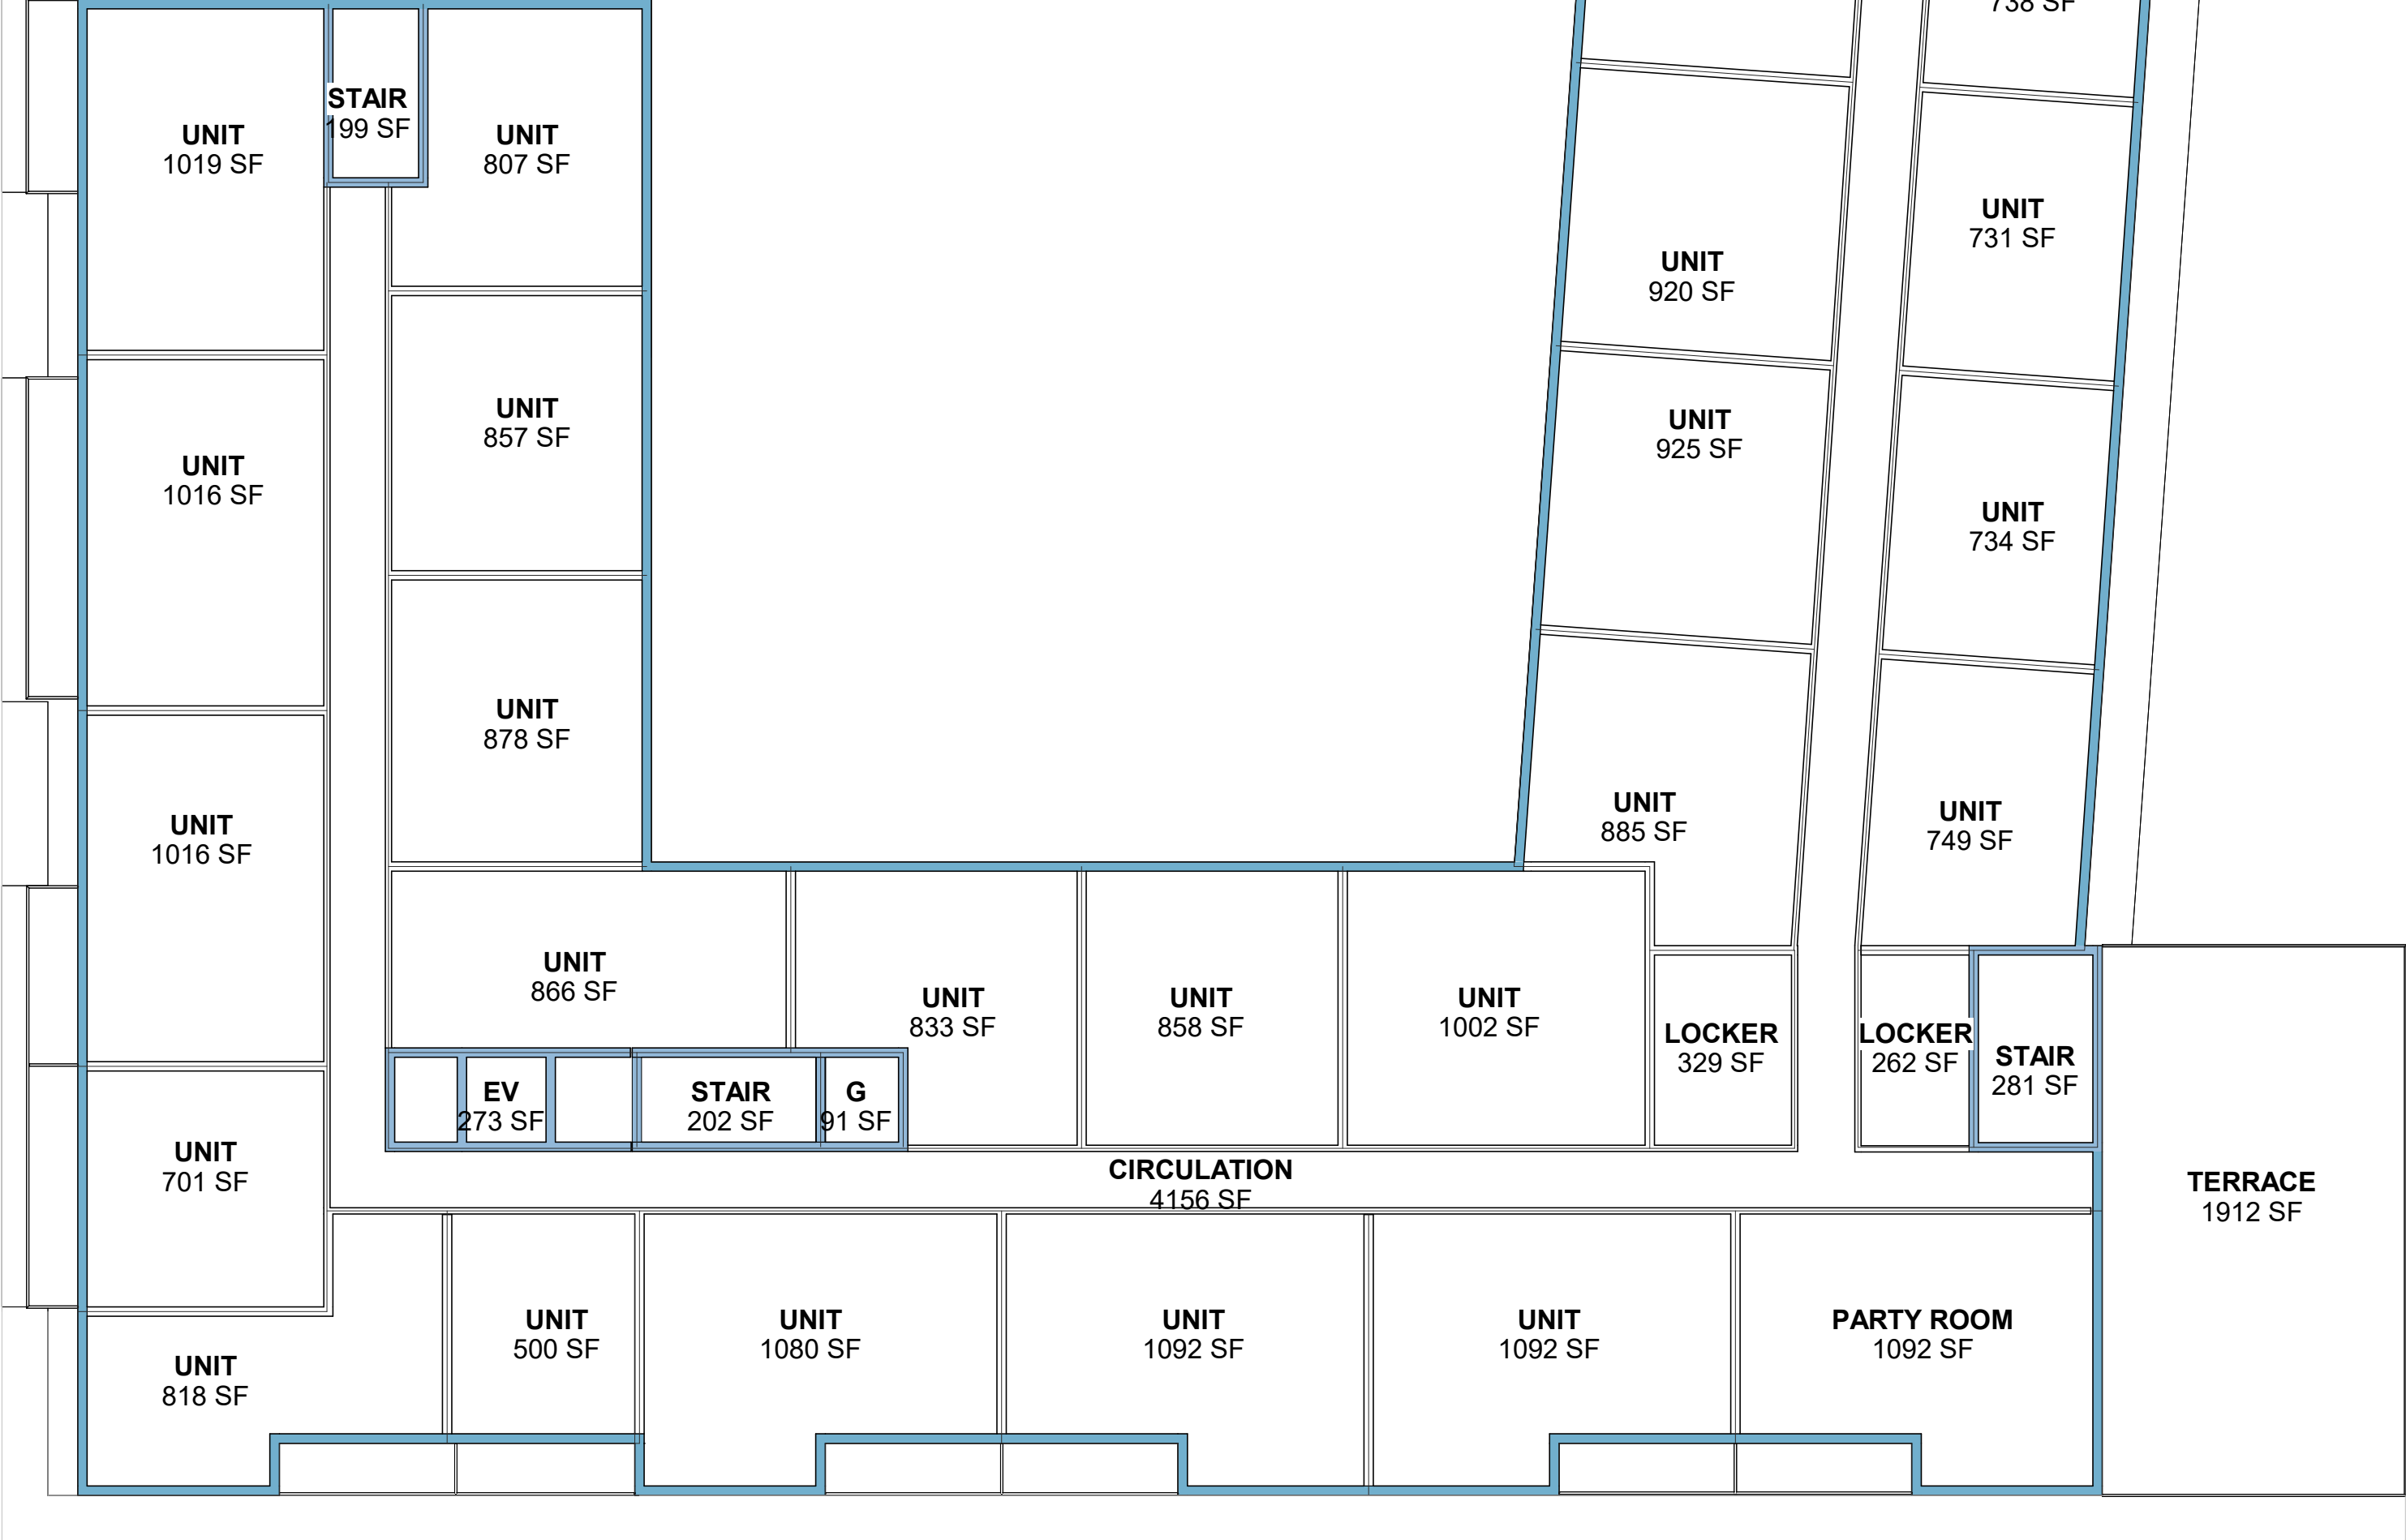 738 SF
STAIR
199 SF
UNIT
1019 SF
UNIT
807 SF
UNIT
731 SF
UNIT
920 SF
UNIT
857 SF
UNIT
925 SF
UNIT
1016 SF
UNIT
734 SF
UNIT
878 SF
UNIT
885 SF
UNIT
749 SF
UNIT
1016 SF
UNIT
866 SF
UNIT
833 SF
UNIT
858 SF
UNIT
1002 SF
LOCKER
329 SF
LOCKER
262 SF
STAIR
281 SF
EV
273 SF
STAIR
202 SF
G
91 SF
UNIT
701 SF
CIRCULATION
4156 SF
TERRACE
1912 SF
UNIT
818 SF
UNIT
500 SF
UNIT
1080 SF
UNIT
1092 SF
UNIT
1092 SF
PARTY ROOM
1092 SF